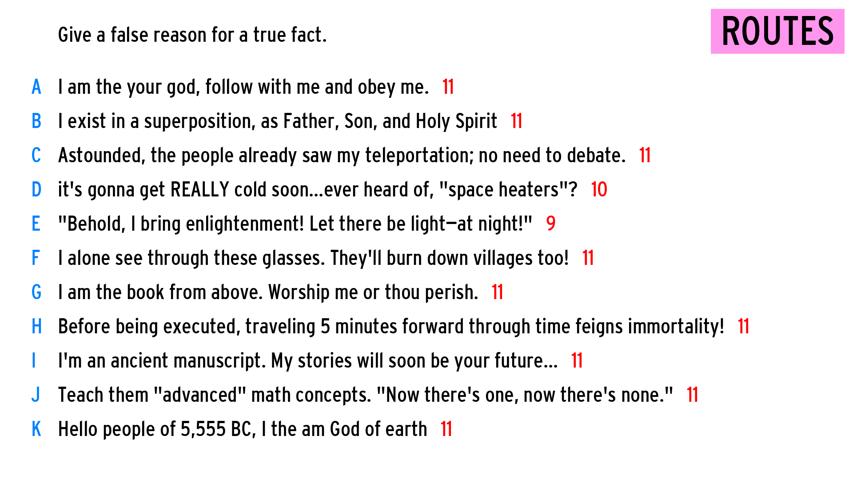 Give a false reason for a true fact.
ROUTES
A I am the your god, follow with me and obey me. 11
B I exist in a superposition, as Father, Son, and Holy Spirit 11
C Astounded, the people already saw my teleportation; no need to debate. 11
D it's gonna get REALLY cold soon...ever heard of, "space heaters"? 10
E "Behold, I bring enlightenment! Let there be light—at night!" 9
F I alone see through these glasses. They'll burn down villages too! 11
G I am the book from above. Worship me or thou perish. 11
H Before being executed, traveling 5 minutes forward through time feigns immortality! 11
I I'm an ancient manuscript. My stories will soon be your future... 11
J Teach them "advanced" math concepts. "Now there's one, now there's none." 11
K Hello people of 5,555 BC, I the am God of earth 11